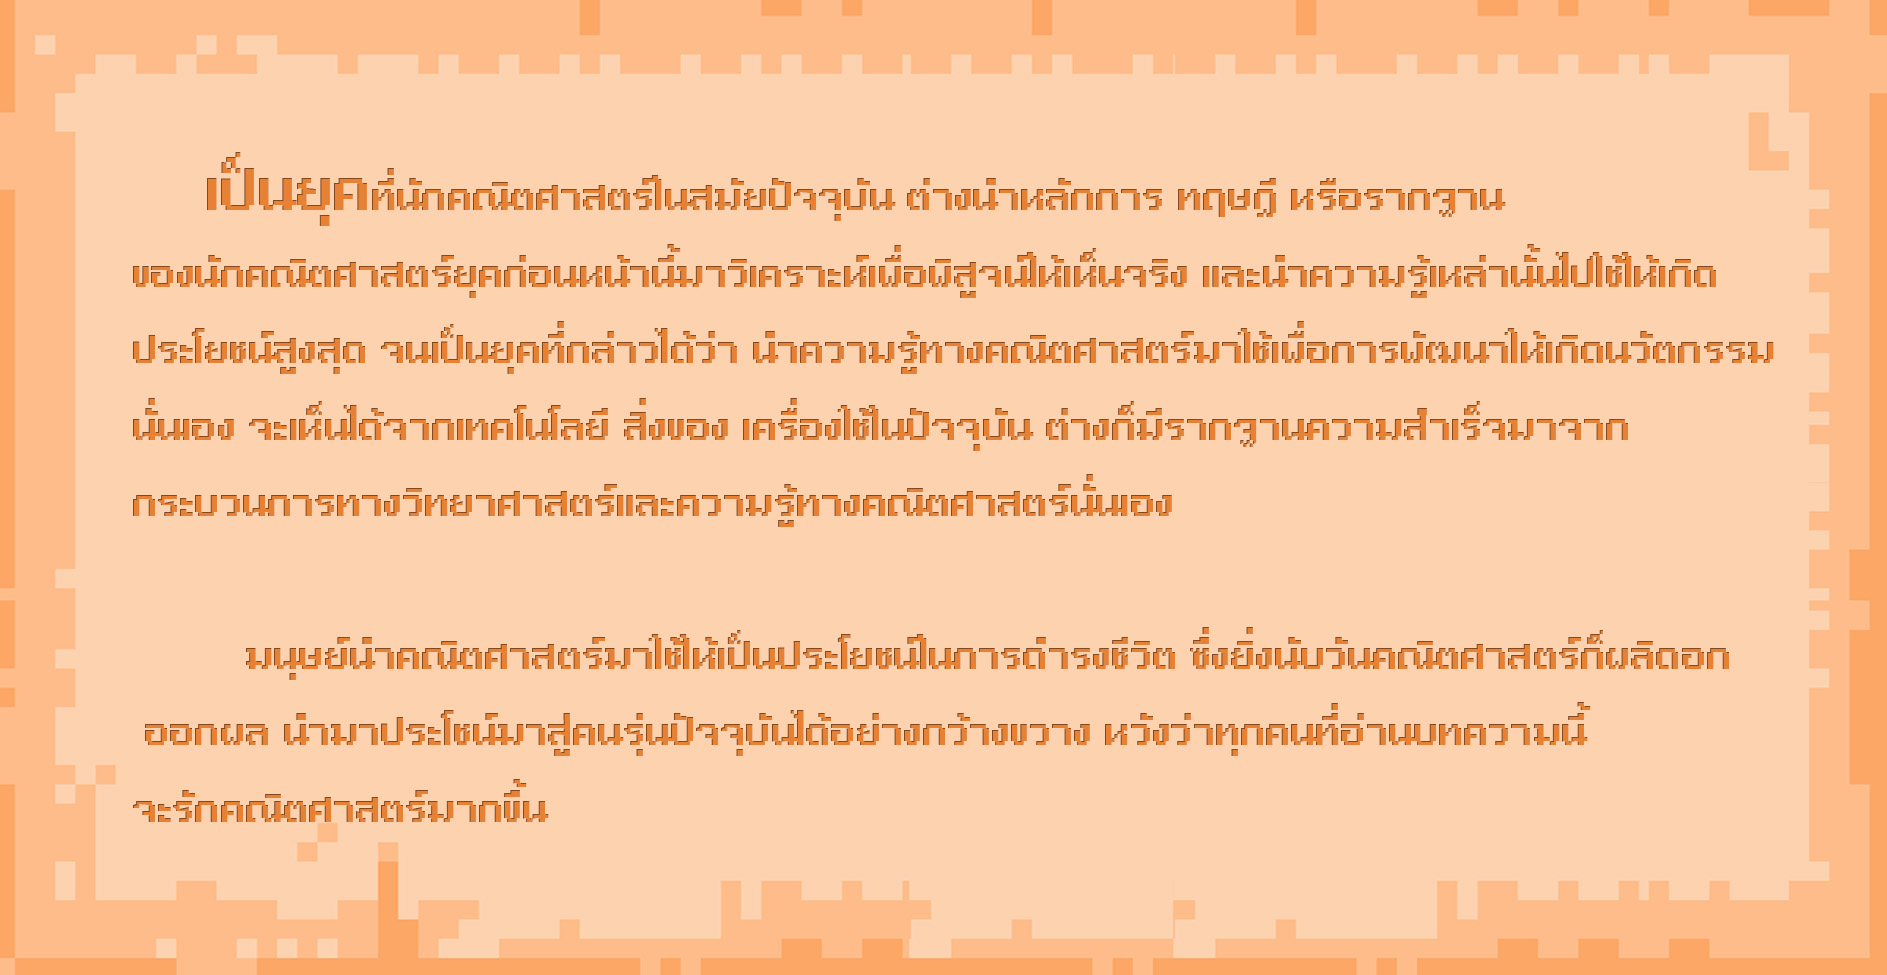 เป็นยุคที่นักคณิตศาสตร์ในสมัยปัจจุบัน ต่างนำหลักการ ทฤษฎี หรือรากฐาน
ของนักคณิตศาสตร์ยุคก่อนหน้านี้มาวิเคราะห์เพื่อพิสูจน์ให้เห็นจริง และนำความรู้เหล่านั้นไปใช้ให้เกิด
ประโยชน์สูงสุด จนเป็นยุคที่กล่าวได้ว่า นำความรู้ทางคณิตศาสตร์มาใช้เพื่อการพัฒนาให้เกิดนวัตกรรม
นั่นเอง จะเห็นได้จากเทคโนโลยี สิ่งของ เครื่องใช้ในปัจจุบัน ต่างก็มีรากฐานความสำเร็จมาจาก
กระบวนการทางวิทยาศาสตร์และความรู้ทางคณิตศาสตร์นั่นเอง
มนุษย์นำคณิตศาสตร์มาใช้ให้เป็นประโยชน์ในการดำรงชีวิต ซึ่งยิ่งนับวันคณิตศาสตร์ก็ผลิดอก
ออกผล นำมาประโชน์มาสู่คนรุ่นปัจจุบันได้อย่างกว้างขวาง หวังว่าทุกคนที่อ่านบทความนี้
จะรักคณิตศาสตร์มากขึ้น